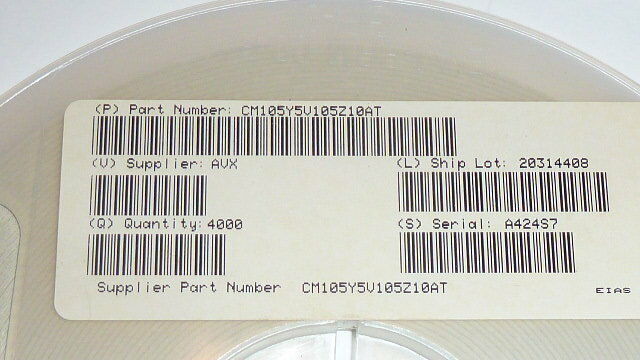 (P) Part Number: CM105Y5V105Z10AT
(V) Supplier: AVX
(L) Ship Lot: 20314408
(Q) Quantity: 4000
(S) Serial: A424S7
Supplier Part Number CM105Y5V105Z10AT
EIAS